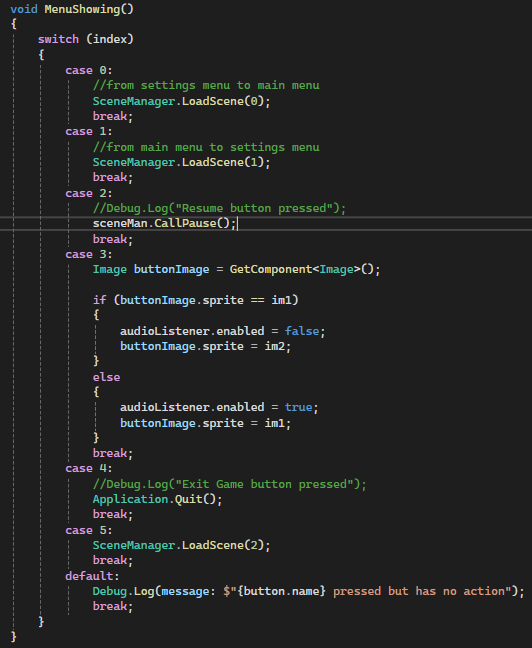 void MenuShowing()
{
    switch (index)
    {
        case 0:
            //from settings menu to main menu
            SceneManager.LoadScene(0);
            break;
        case 1:
            //from main menu to settings menu
            SceneManager.LoadScene(1);
            break;
        case 2:
            //Debug.Log("Resume button pressed");
            sceneMan.CallPause();
            break;
        case 3:
            Image buttonImage = GetComponent<Image>();

            if (buttonImage.sprite == im1)
            {
                audioListener.enabled = false;
                buttonImage.sprite = im2;
            }
            else
            {
                audioListener.enabled = true;
                buttonImage.sprite = im1;
            }
            break;
        case 4:
            //Debug.Log("Exit Game button pressed");
            Application.Quit();
            break;
        case 5:
            SceneManager.LoadScene(2);
            break;
        default:
            Debug.Log(message: $"{button.name} pressed but has no action");
            break;
    }
}